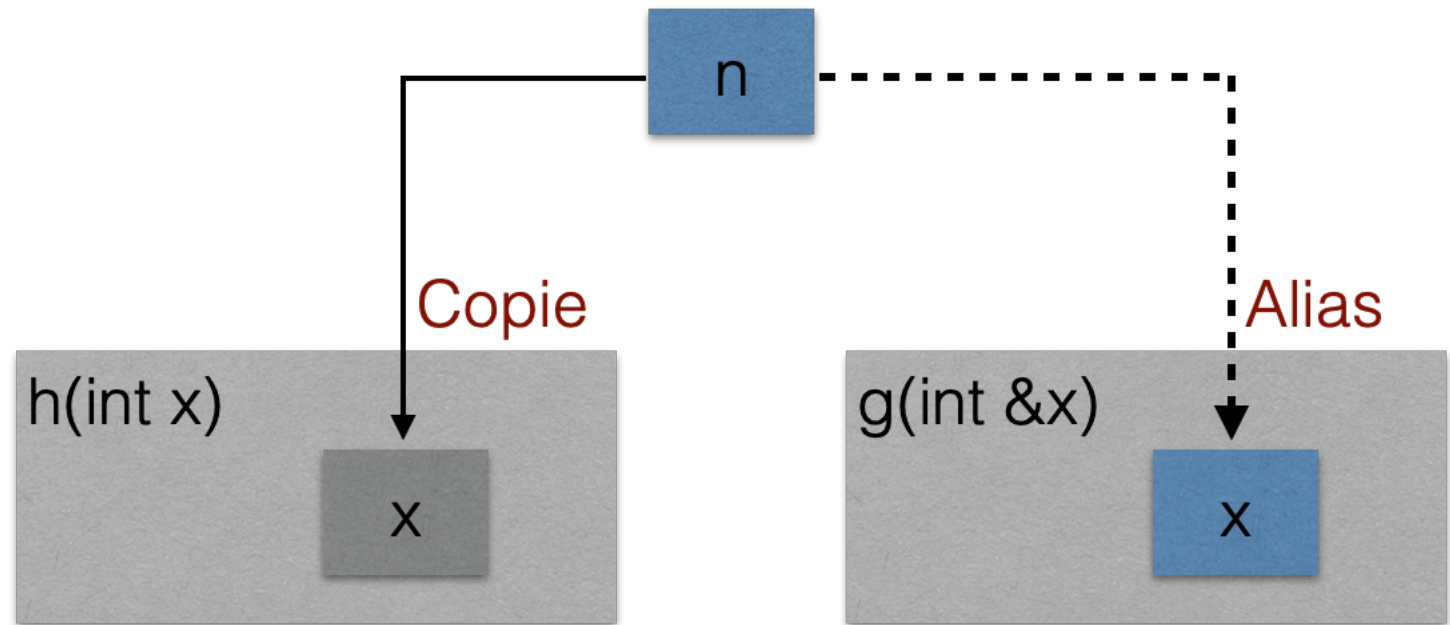 n
Copie
Alias
h(int x)
g(int &x)
x
x